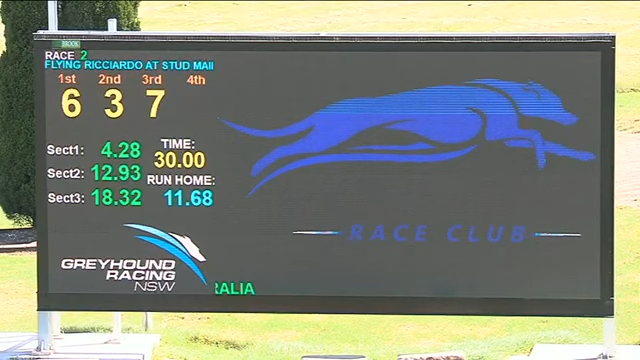 RACE 2
FLYING RICCIARDO AT STUD MAII
1st 2nd 3rd 4th
6 3 7
Sect1: 4.28
Sect2: 12.93
Sect3: 18.32
TIME:
30.00
RUN HOME:
11.68
RACE CLUB
GREYHOUND
RACING
NSW
RALIA